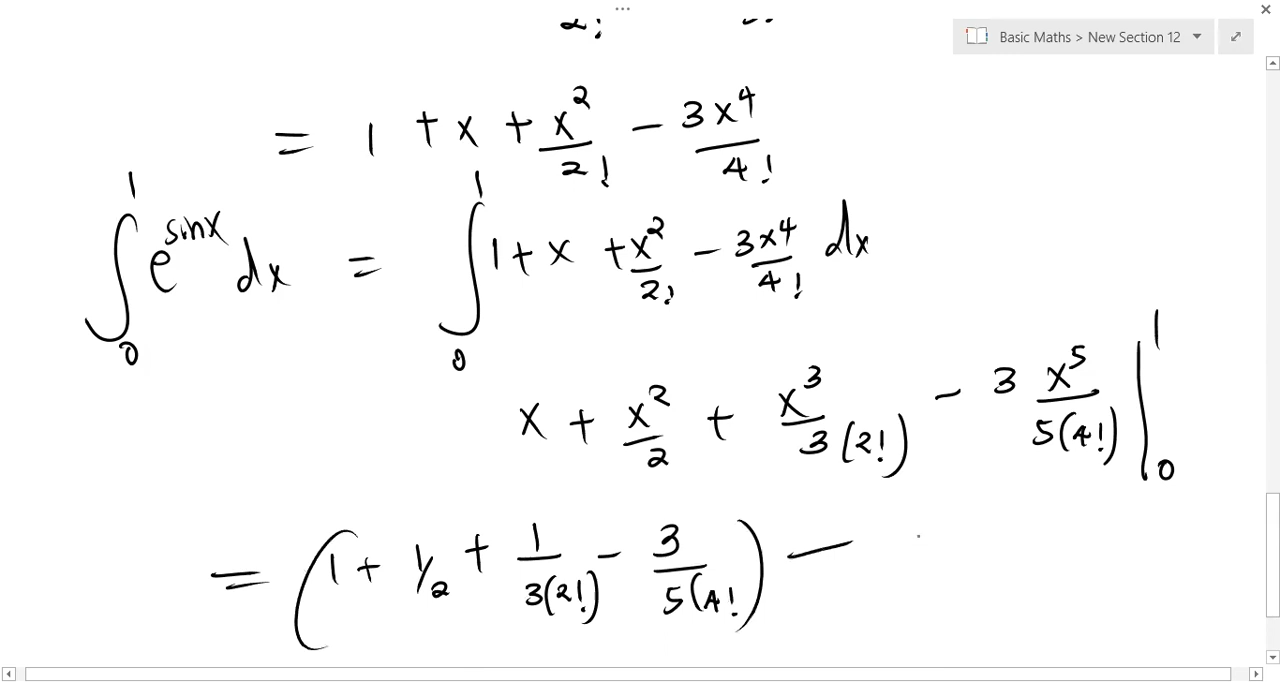 Basic Maths > New Section 12
= 1 + x + x²/2! − 3x⁴/4!
∫₀¹ e^sinx dx = ∫₀¹ 1 + x + x²/2! − 3x⁴/4! dx
x + x²/2 + x³/3(2!) − 3 x⁵/5(4!) |₀¹
= (1 + 1/2 + 1/3(2!) − 3/5(4!)) −